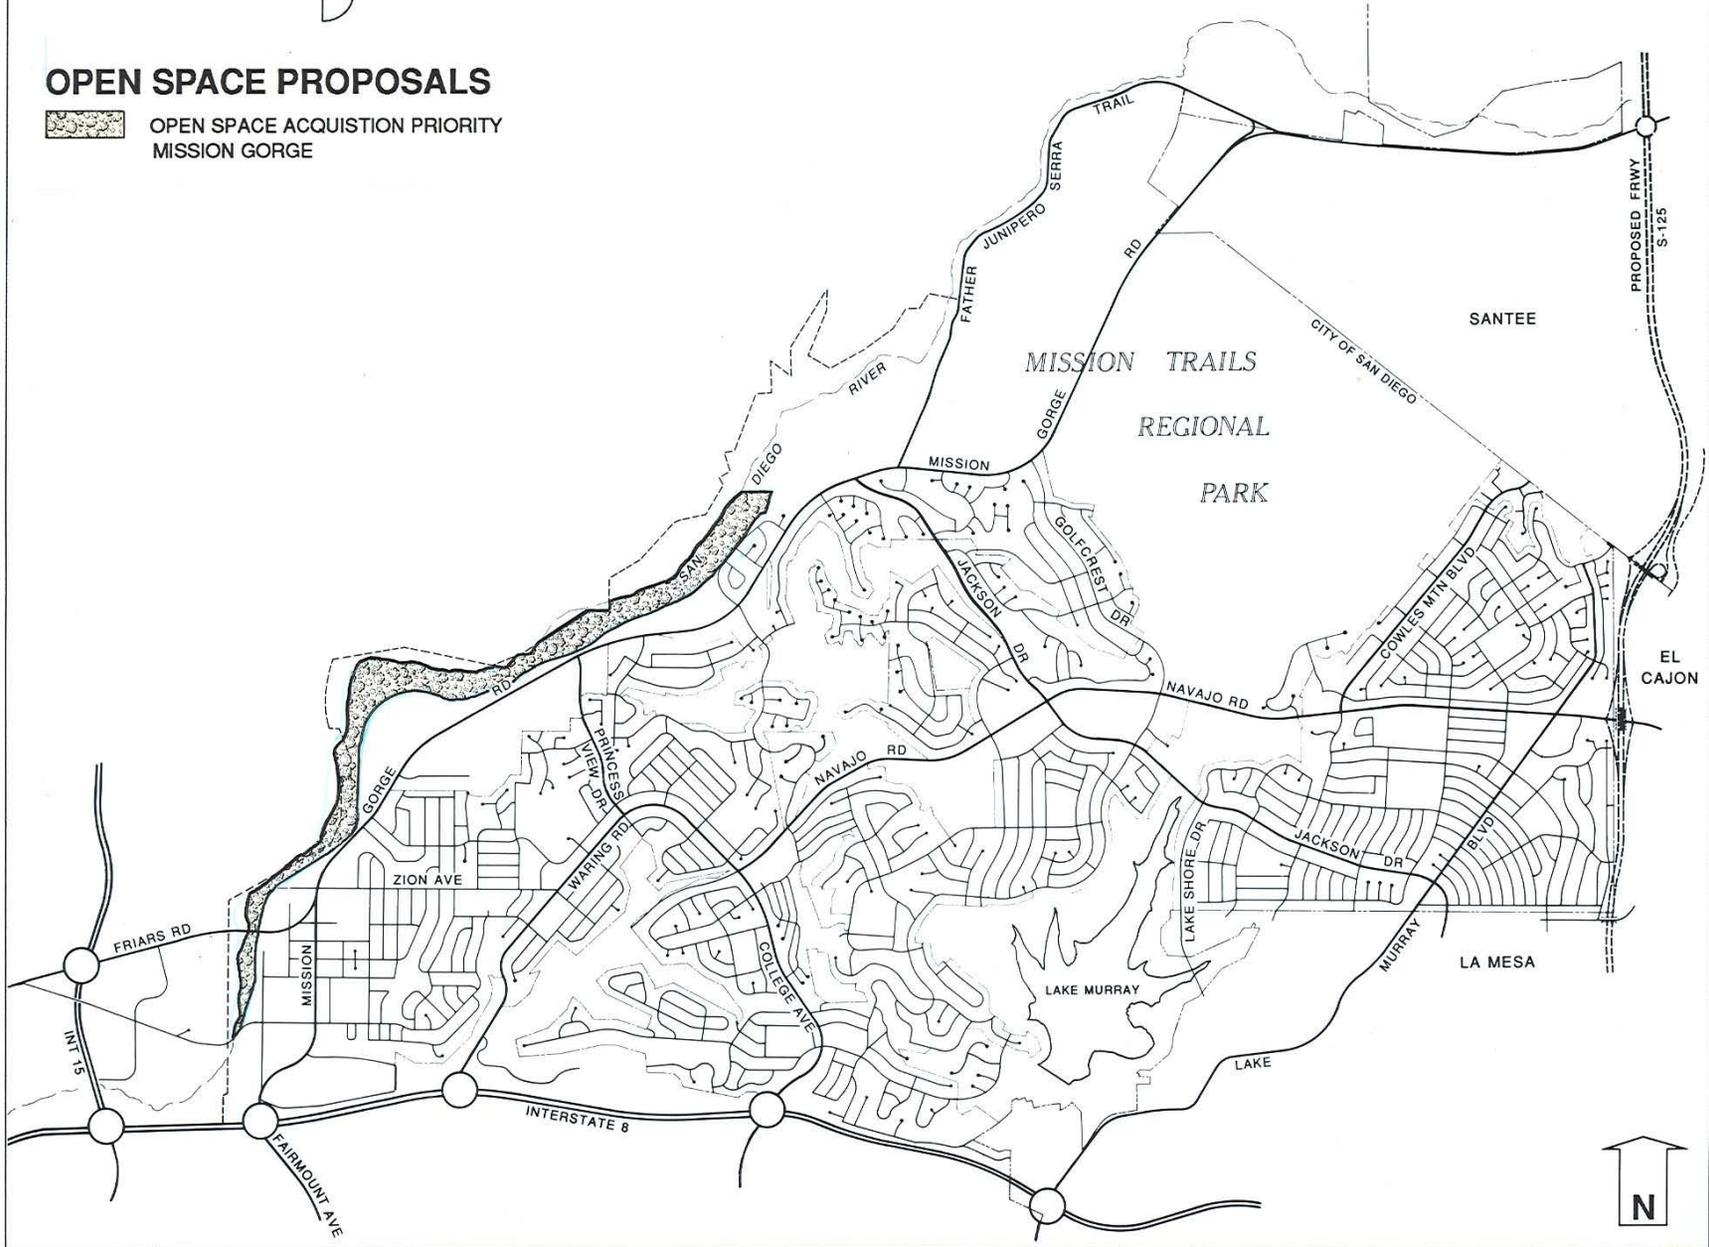 OPEN SPACE PROPOSALS
OPEN SPACE ACQUISTION PRIORITY
MISSION GORGE
TRAIL
SERRA
JUNIPERO
FATHER
RD
PROPOSED FRWY
S-125
SANTEE
CITY OF SAN DIEGO
MISSION TRAILS
REGIONAL
PARK
RIVER
DIEGO
SAN
GORGE
MISSION
GOLFCREST
DR
JACKSON
DR
COWLES MTN BLVD
EL
CAJON
NAVAJO RD
RD
PRINCESS
VIEW DR
NAVAJO
RD
GORGE
WARING RD
ZION AVE
LAKE SHORE DR
JACKSON
DR
BLVD
FRIARS RD
MISSION
COLLEGE AVE
MURRAY
LA MESA
LAKE MURRAY
INT 15
LAKE
INTERSTATE 8
FAIRMOUNT AVE
N